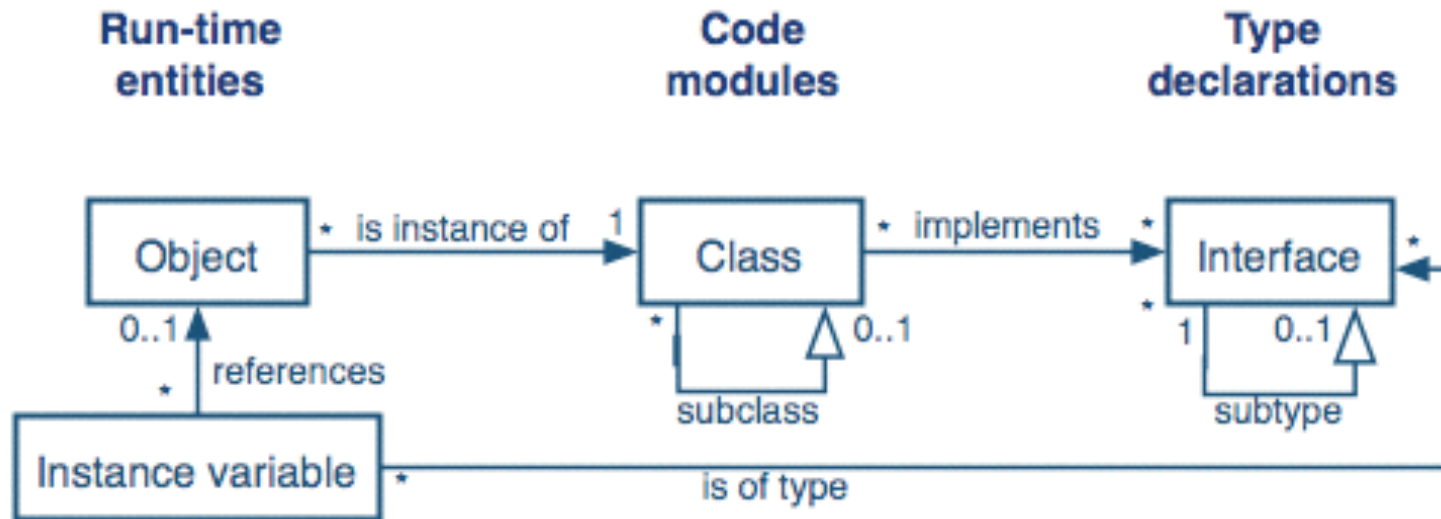 Run-time
entities
Code
modules
Type
declarations
Object
* is instance of 1
Class
* implements *
Interface
*
0..1
references
*
* 0..1
subclass
*
1 0..1
subtype
Instance variable
* is of type